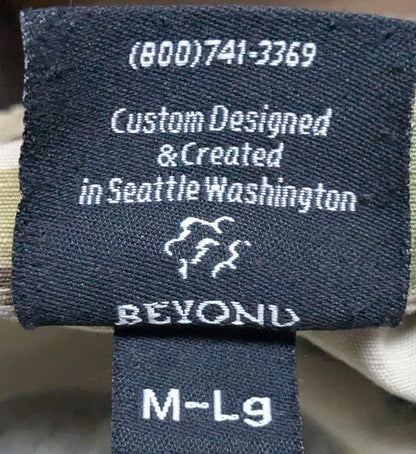 (800)741-3369
Custom Designed
&Created
in Seattle Washington
BEYOND
M-Lg